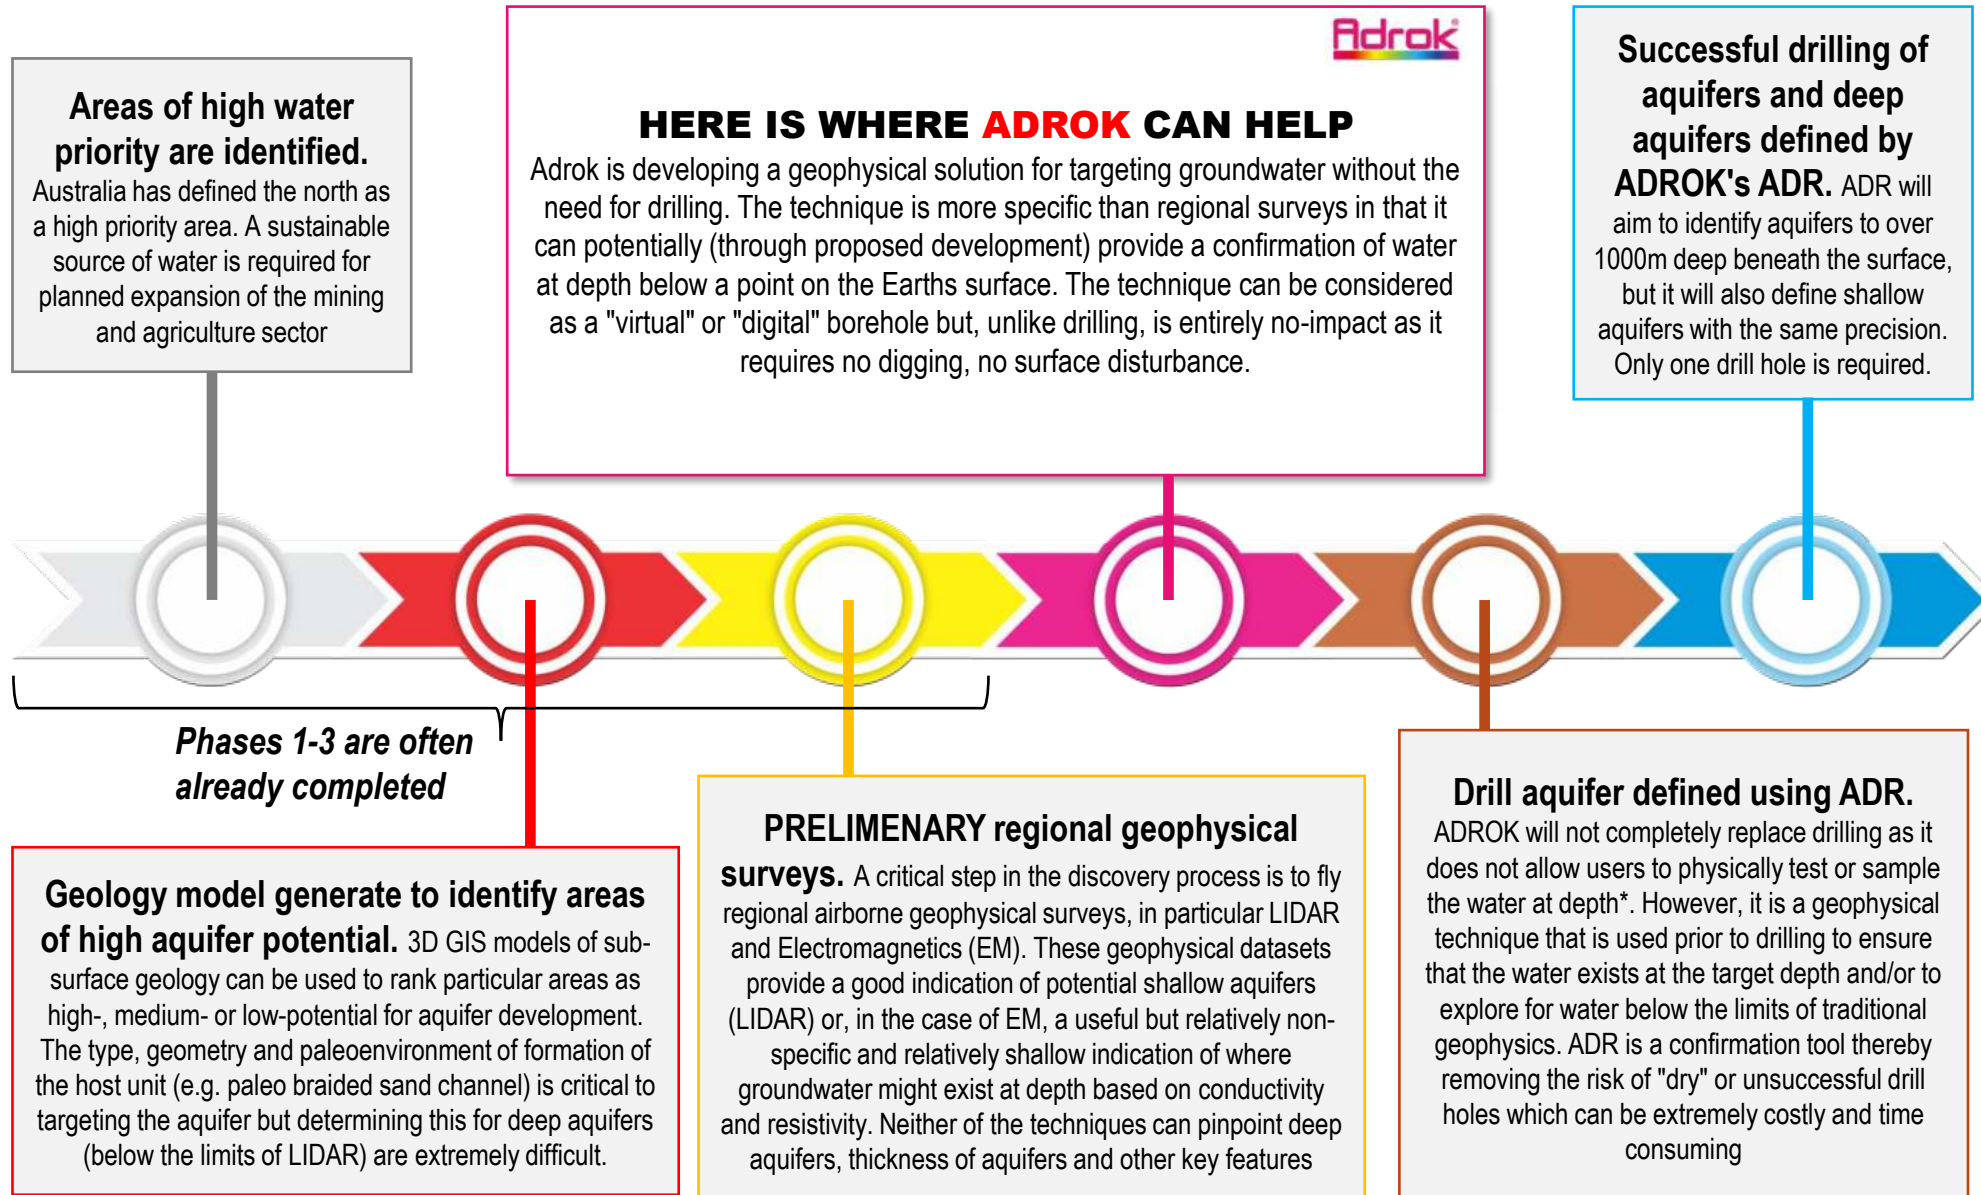 Areas of high water
priority are identified.
Australia has defined the north as
a high priority area. A sustainable
source of water is required for
planned expansion of the mining
and agriculture sector
Adrok
HERE IS WHERE ADROK CAN HELP
Adrok is developing a geophysical solution for targeting groundwater without the
need for drilling. The technique is more specific than regional surveys in that it
can potentially (through proposed development) provide a confirmation of water
at depth below a point on the Earths surface. The technique can be considered
as a "virtual" or "digital" borehole but, unlike drilling, is entirely no-impact as it
requires no digging, no surface disturbance.
Successful drilling of
aquifers and deep
aquifers defined by
ADROK's ADR. ADR will
aim to identify aquifers to over
1000m deep beneath the surface,
but it will also define shallow
aquifers with the same precision.
Only one drill hole is required.
Phases 1-3 are often
already completed
Geology model generate to identify areas
of high aquifer potential. 3D GIS models of sub-
surface geology can be used to rank particular areas as
high-, medium- or low-potential for aquifer development.
The type, geometry and paleoenvironment of formation of
the host unit (e.g. paleo braided sand channel) is critical to
targeting the aquifer but determining this for deep aquifers
(below the limits of LIDAR) are extremely difficult.
PRELIMENARY regional geophysical
surveys. A critical step in the discovery process is to fly
regional airborne geophysical surveys, in particular LIDAR
and Electromagnetics (EM). These geophysical datasets
provide a good indication of potential shallow aquifers
(LIDAR) or, in the case of EM, a useful but relatively non-
specific and relatively shallow indication of where
groundwater might exist at depth based on conductivity
and resistivity. Neither of the techniques can pinpoint deep
aquifers, thickness of aquifers and other key features
Drill aquifer defined using ADR.
ADROK will not completely replace drilling as it
does not allow users to physically test or sample
the water at depth*. However, it is a geophysical
technique that is used prior to drilling to ensure
that the water exists at the target depth and/or to
explore for water below the limits of traditional
geophysics. ADR is a confirmation tool thereby
removing the risk of "dry" or unsuccessful drill
holes which can be extremely costly and time
consuming